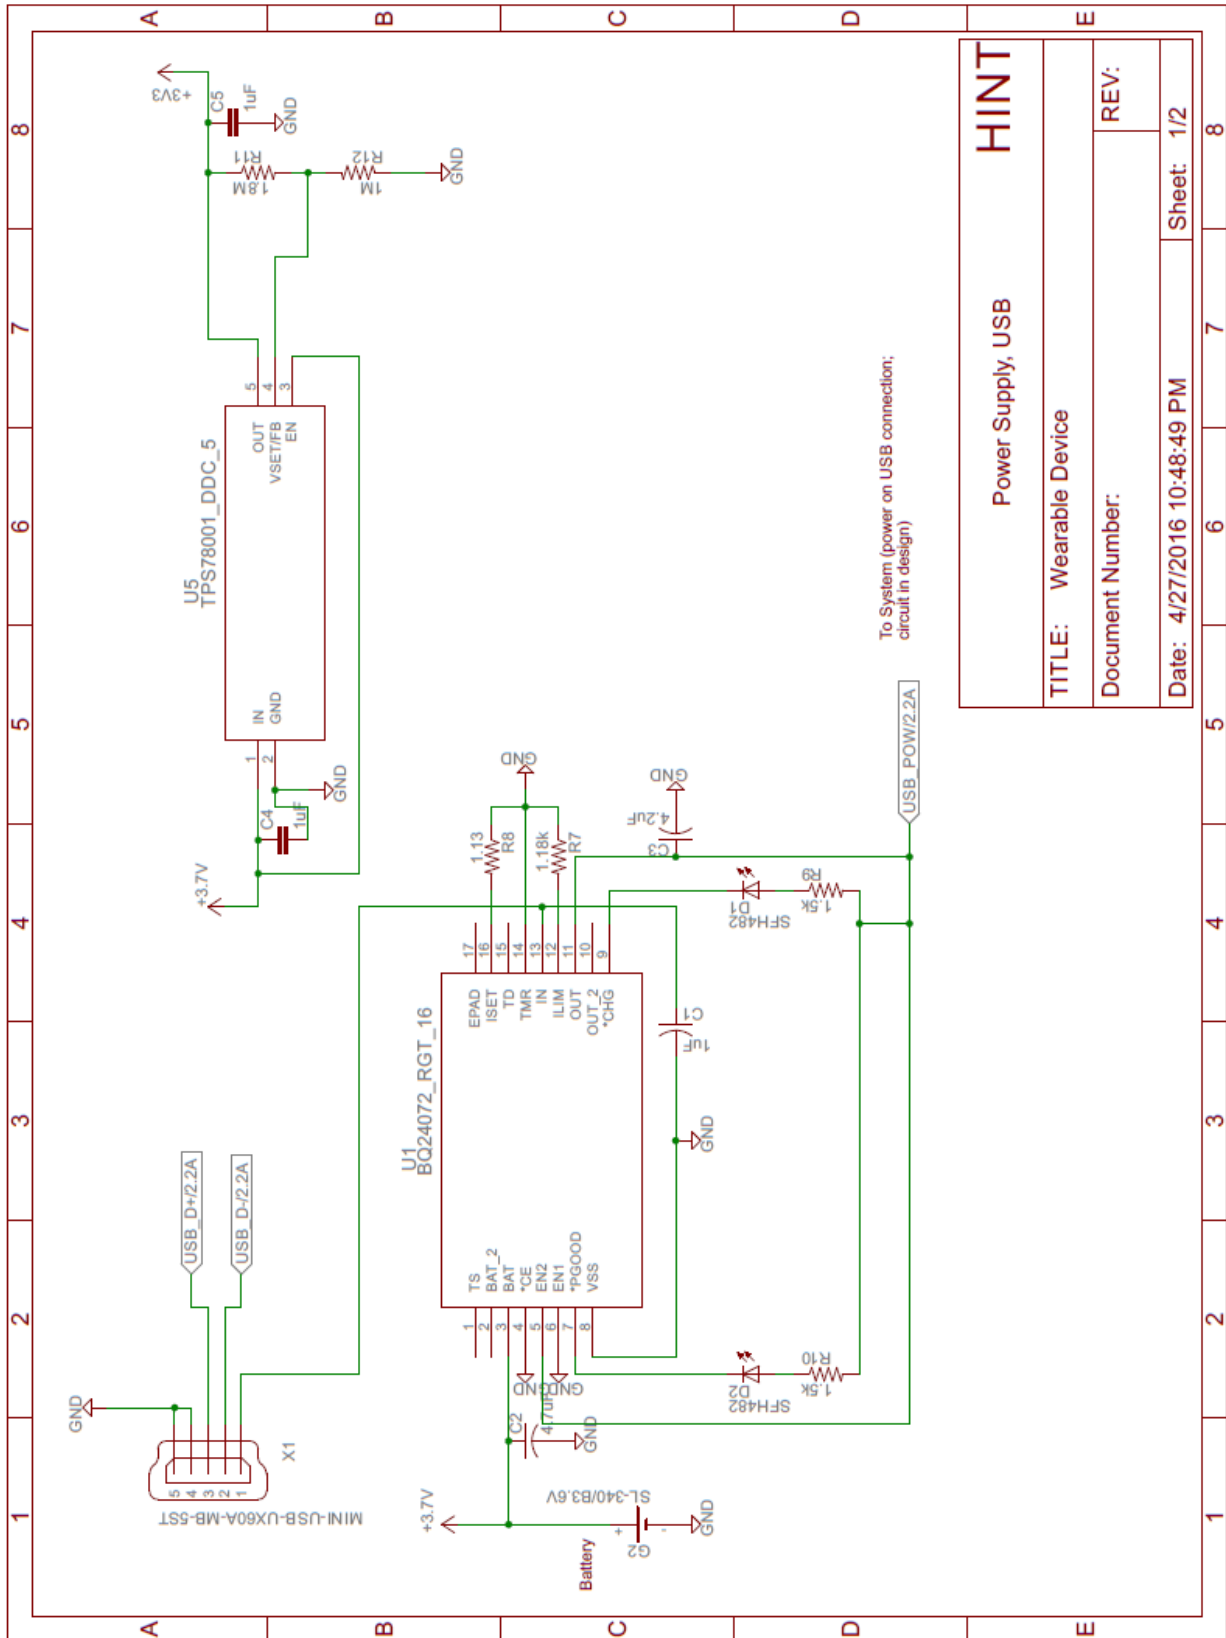 1 2 3 4 5 6 7 8
A
B
C
D
E
A
B
C
D
E
1 2 3 4 5 6 7 8
GND
5
4
3
2
1
X1
MINI-USB-UX60A-MB-5ST
USB_D+/2.2A
USB_D-/2.2A
+3.7V
C4
1uF
GND
U5
TPS78001_DDC_5
1
2
IN
GND
OUT
VSET/FB
EN
5
4
3
+3V3
C5
1uF
GND
R11
1.8M
R12
1M
GND
U1
BQ24072_RGT_16
TS
BAT_2
BAT
*CE
EN2
EN1
*PGOOD
VSS
1
2
3
4
5
6
7
8
EPAD
ISET
TD
TMR
IN
ILIM
OUT
OUT_2
*CHG
17
16
15
14
13
12
11
10
9
1.13
R8
1.18k
R7
GND
C3
4.2uF
GND
C1
1uF
GND
GND
GND
C2
4.7uF
GND
+3.7V
Battery
+
-
G2
SL-340/B3.6V
GND
D2
SFH482
R10
1.5k
D1
SFH482
R9
1.5k
USB_POW/2.2A
To System (power on USB connection;
circuit in design)
HINT
Power Supply, USB
TITLE: Wearable Device
Document Number:
REV:
Date: 4/27/2016 10:48:49 PM
Sheet: 1/2